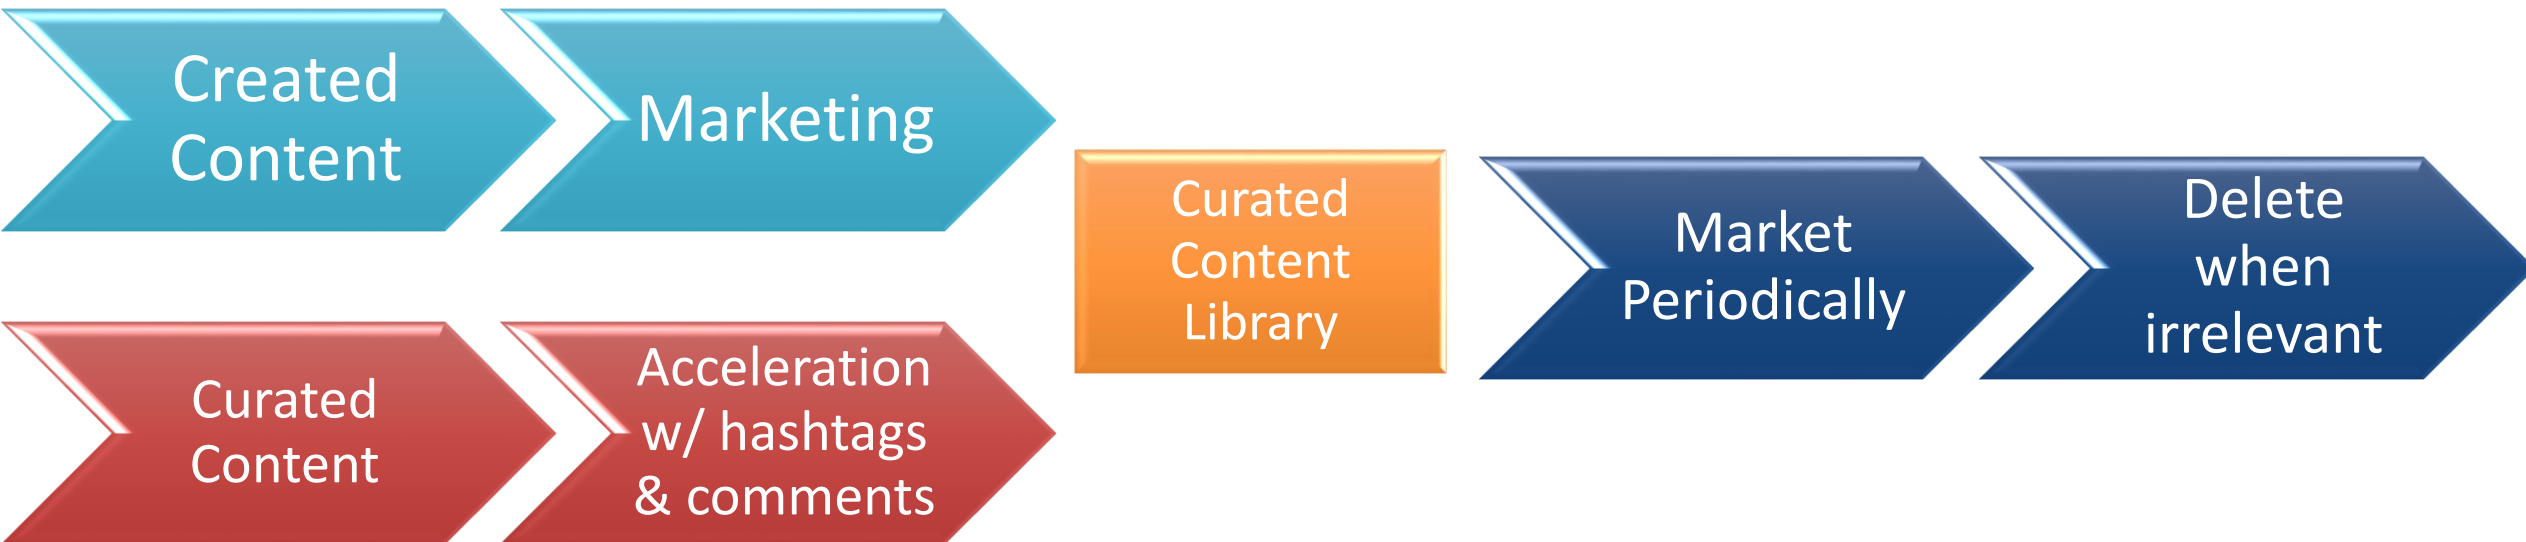 Created
Content
Marketing
Curated
Content
Acceleration
w/ hashtags
& comments
Curated
Content
Library
Market
Periodically
Delete
when
irrelevant